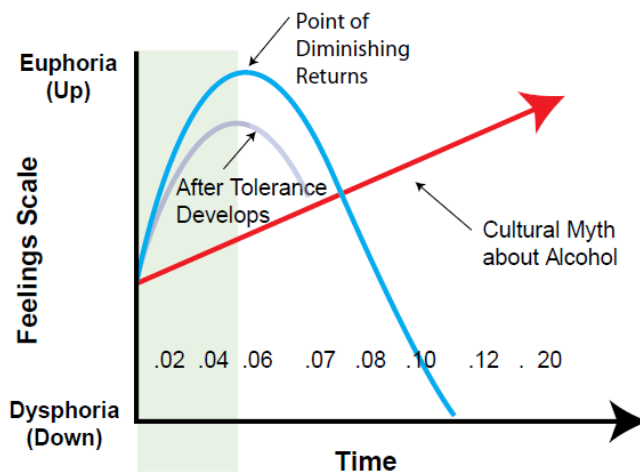 Point of
Diminishing
Returns
Euphoria
(Up)
After Tolerance
Develops
Cultural Myth
about Alcohol
Feelings Scale
.02 .04 .06 .07 .08 .10 .12 . 20
Dysphoria
(Down)
Time